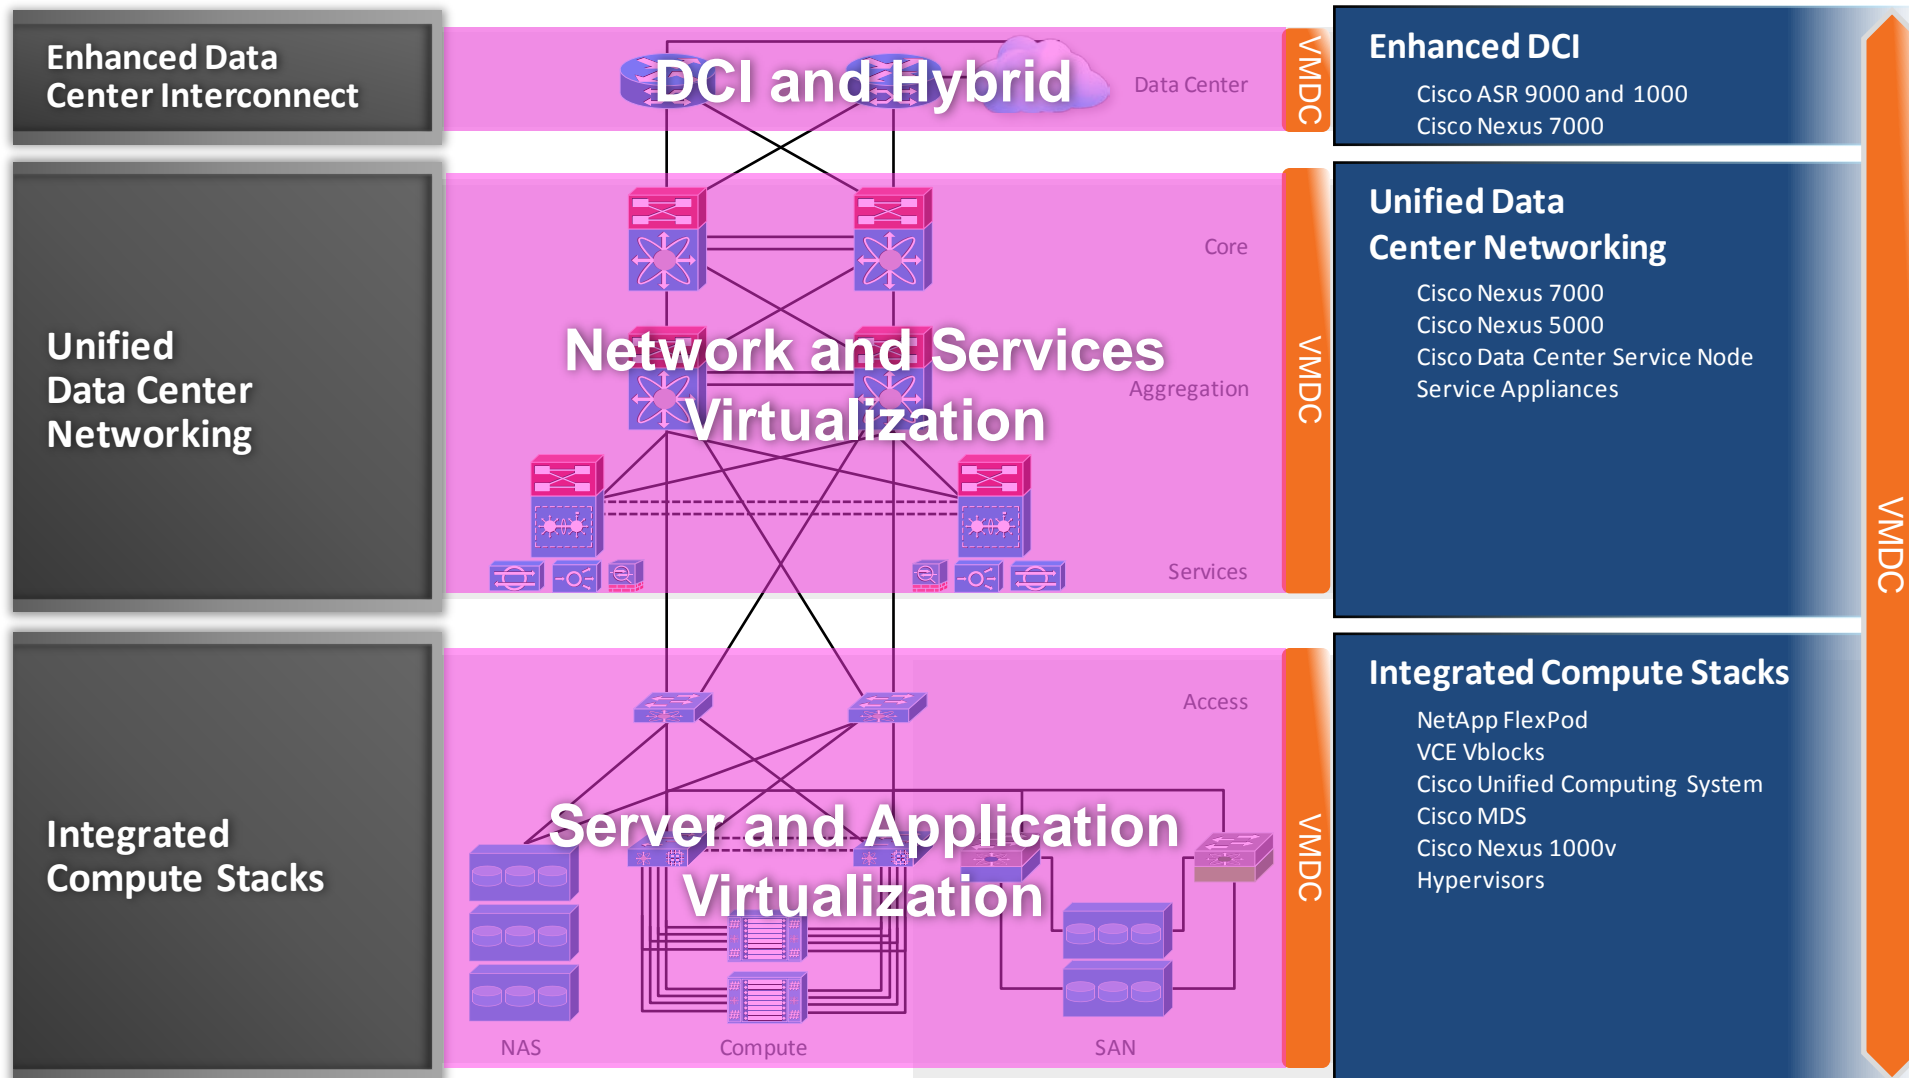 Enhanced Data
Center Interconnect
DCI and Hybrid
Data Center
VMDC
Enhanced DCI
Cisco ASR 9000 and 1000
Cisco Nexus 7000
Unified
Data Center
Networking
Core
Network and Services
Aggregation
Virtualization
Services
VMDC
Unified Data
Center Networking
Cisco Nexus 7000
Cisco Nexus 5000
Cisco Data Center Service Node
Service Appliances
VMDC
Integrated
Compute Stacks
Access
Server and Application
Virtualization
NAS
Compute
SAN
VMDC
Integrated Compute Stacks
NetApp FlexPod
VCE Vblocks
Cisco Unified Computing System
Cisco MDS
Cisco Nexus 1000v
Hypervisors